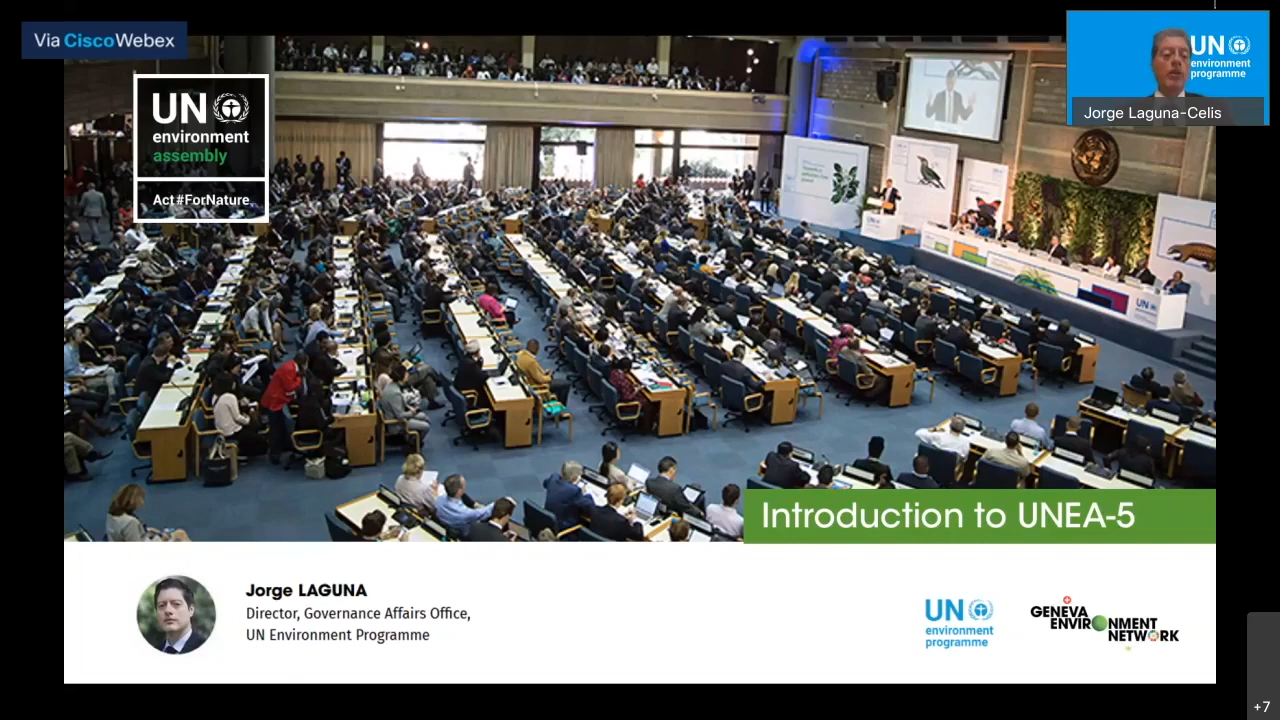 Via Cisco Webex
UN
environment
assembly
Act#ForNature
UN
environment
programme
Jorge Laguna-Celis
UN
Introduction to UNEA-5
Jorge LAGUNA
Director, Governance Affairs Office,
UN Environment Programme
UN
environment
programme
GENEVA
ENVIRONMENT
NETWORK
+7